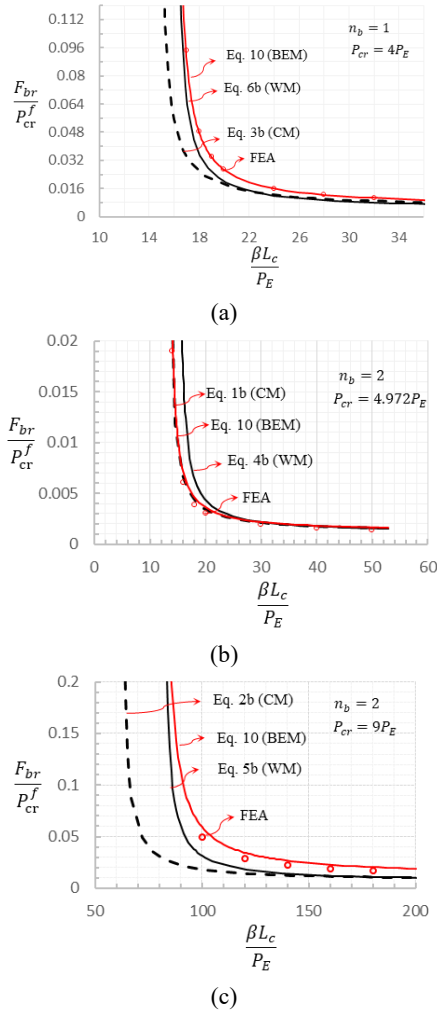 0.112
0.096
0.08
0.064
0.048
0.032
0.016
F_br / P_cr^f
n_b = 1
P_cr = 4P_E
Eq. 10 (BEM)
Eq. 6b (WM)
Eq. 3b (CM)
FEA
10 14 18 22 26 30 34
βL_c / P_E
(a)
0.02
0.015
0.01
0.005
0
F_br / P_cr^f
n_b = 2
P_cr = 4.972P_E
Eq. 1b (CM)
Eq. 10 (BEM)
Eq. 4b (WM)
FEA
0 10 20 30 40 50 60
βL_c / P_E
(b)
0.2
0.15
0.1
0.05
0
F_br / P_cr^f
n_b = 2
P_cr = 9P_E
Eq. 2b (CM)
Eq. 10 (BEM)
Eq. 5b (WM)
FEA
50 100 150 200
βL_c / P_E
(c)